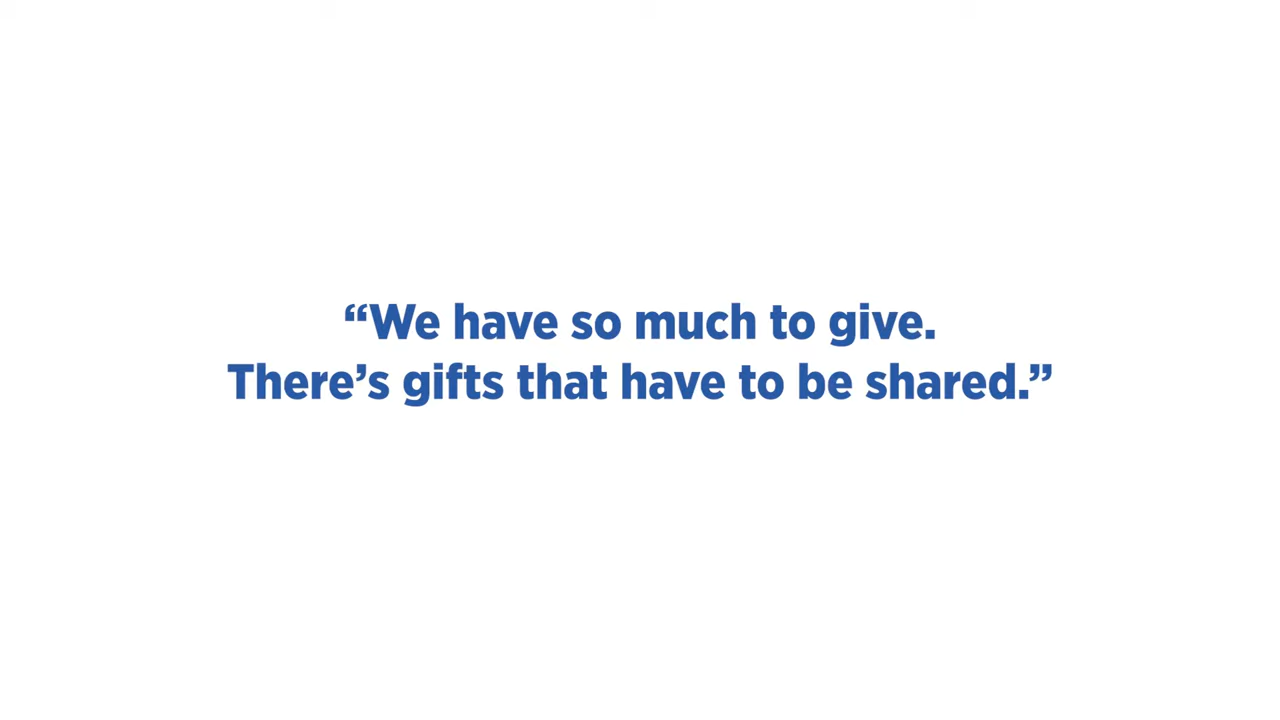 “We have so much to give.
There’s gifts that have to be shared.”